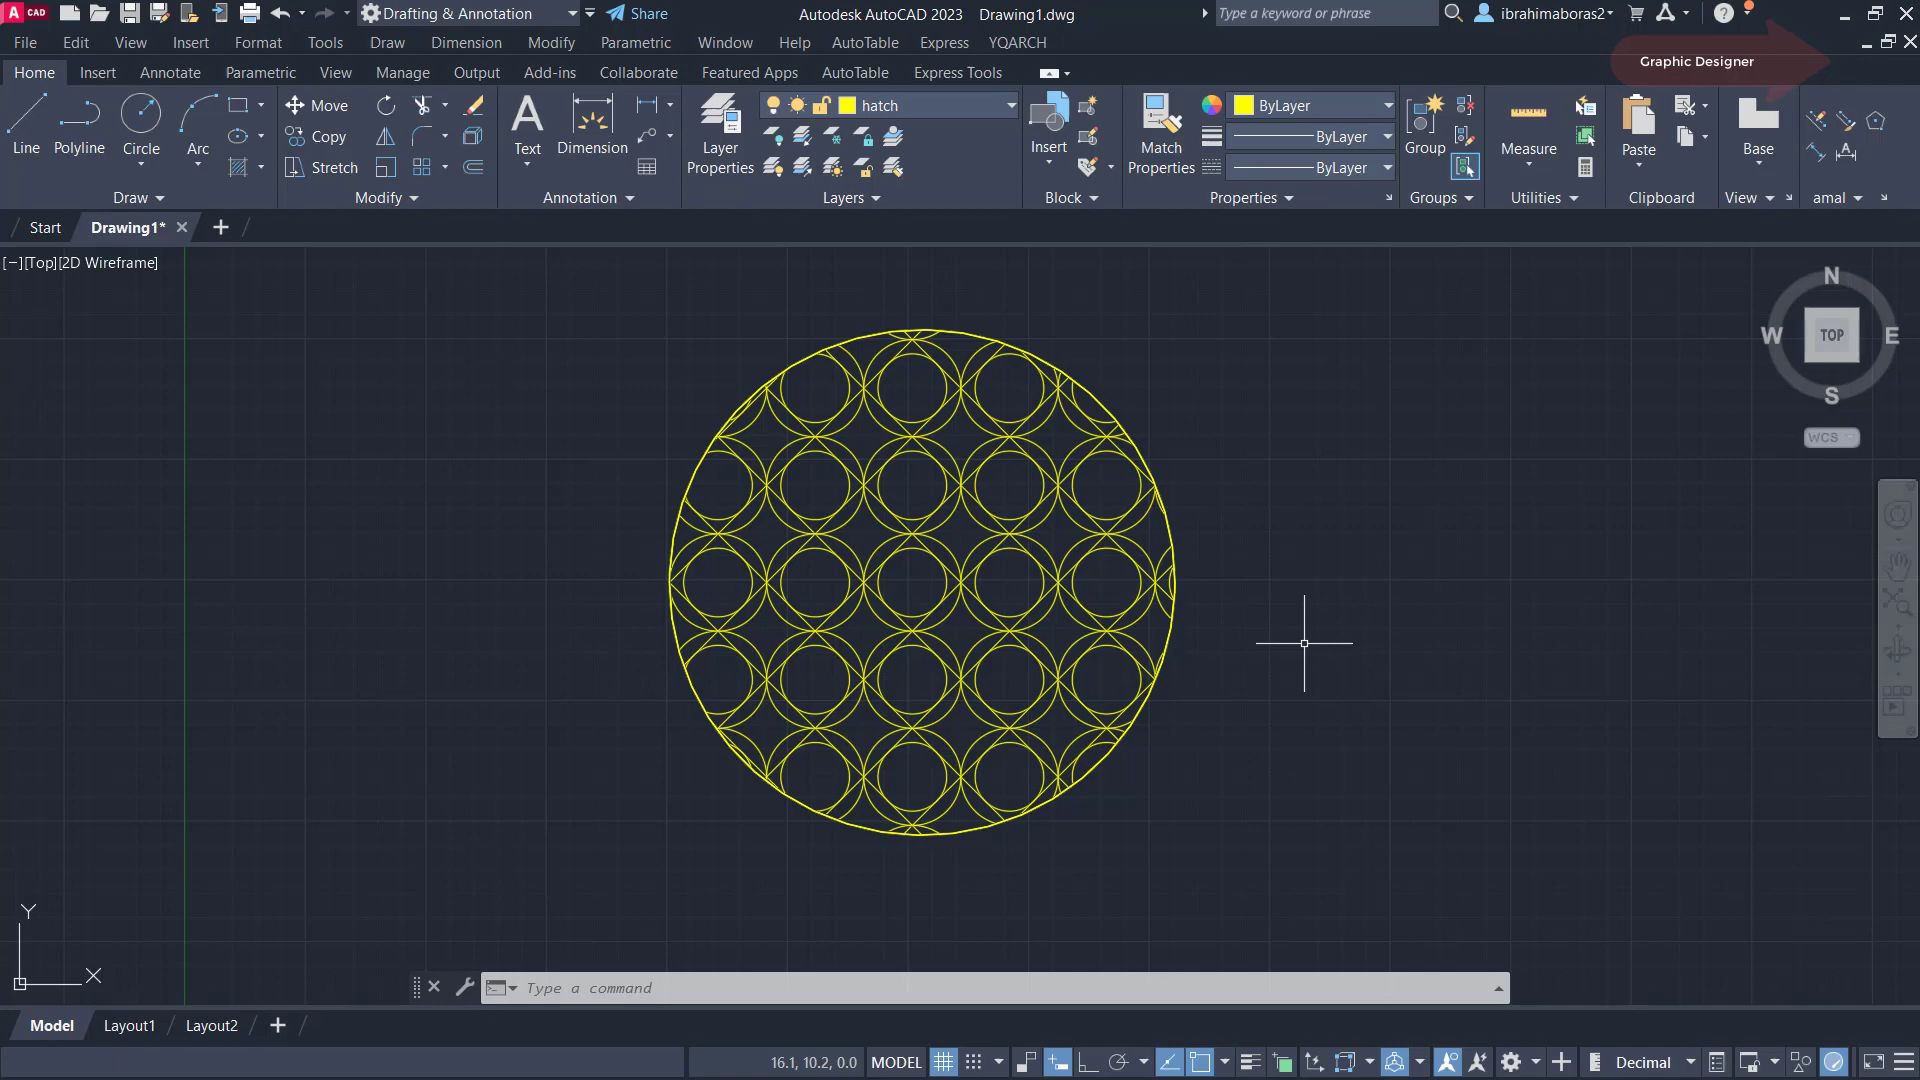 A CAD
Drafting & Annotation
Share
Autodesk AutoCAD 2023 Drawing1.dwg
Type a keyword or phrase
ibrahimaboras2
?
File Edit View Insert Format Tools Draw Dimension Modify Parametric Window Help AutoTable Express YQARCH
Graphic Designer
Home Insert Annotate Parametric View Manage Output Add-ins Collaborate Featured Apps AutoTable Express Tools
Line Polyline Circle Arc
Move
Copy
Stretch
A
Text Dimension
Layer
Properties
hatch
Insert
Match
Properties
ByLayer
ByLayer
ByLayer
Group
Measure
Paste
Base
Draw Modify Annotation Layers Block Properties Groups Utilities Clipboard View amal
Start Drawing1* +
[−][Top][2D Wireframe]
N
W TOP E
S
WCS
Y
X
Type a command
Model Layout1 Layout2 +
16.1, 10.2, 0.0 MODEL Decimal